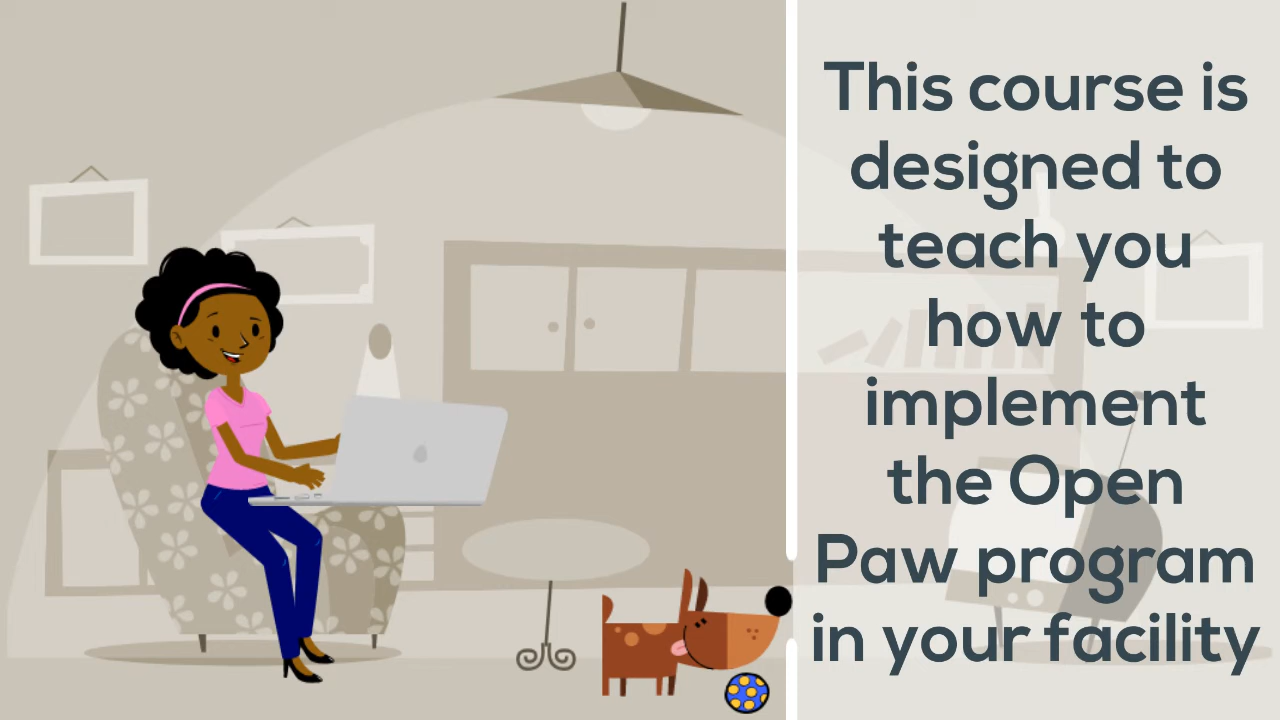 This course is
designed to
teach you
how to
implement
the Open
Paw program
in your facility